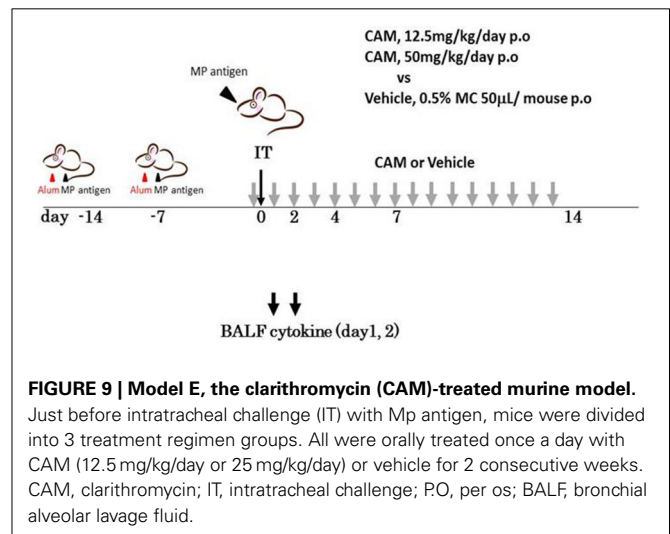 CAM, 12.5mg/kg/day p.o
CAM, 50mg/kg/day p.o
vs
Vehicle, 0.5% MC 50μL/ mouse p.o
MP antigen
IT
CAM or Vehicle
Alum MP antigen Alum MP antigen
day -14 -7 0 2 4 7 14
BALF cytokine (day1, 2)
FIGURE 9 | Model E, the clarithromycin (CAM)-treated murine model.
Just before intratracheal challenge (IT) with Mp antigen, mice were divided
into 3 treatment regimen groups. All were orally treated once a day with
CAM (12.5 mg/kg/day or 25 mg/kg/day) or vehicle for 2 consecutive weeks.
CAM, clarithromycin; IT, intratracheal challenge; P.O, per os; BALF, bronchial
alveolar lavage fluid.